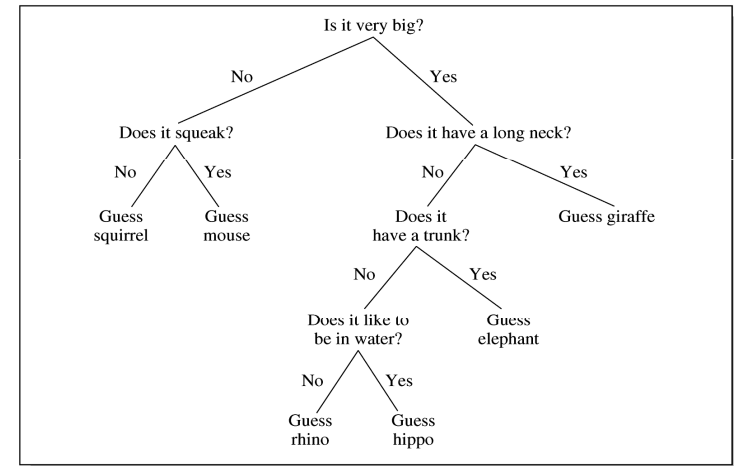 Is it very big?
No
Yes
Does it squeak?
Does it have a long neck?
No
Yes
No
Yes
Guess
squirrel
Guess
mouse
Does it
have a trunk?
Guess giraffe
No
Yes
Does it like to
be in water?
Guess
elephant
No
Yes
Guess
rhino
Guess
hippo